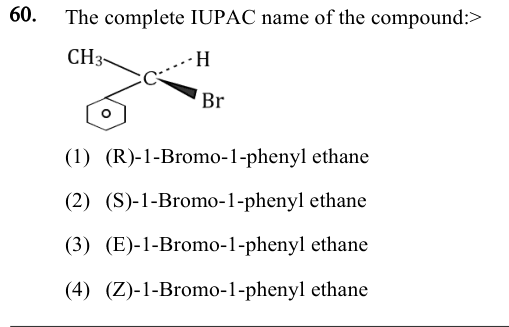 60. The complete IUPAC name of the compound:>
CH3 H
C
Br
(1) (R)-1-Bromo-1-phenyl ethane
(2) (S)-1-Bromo-1-phenyl ethane
(3) (E)-1-Bromo-1-phenyl ethane
(4) (Z)-1-Bromo-1-phenyl ethane